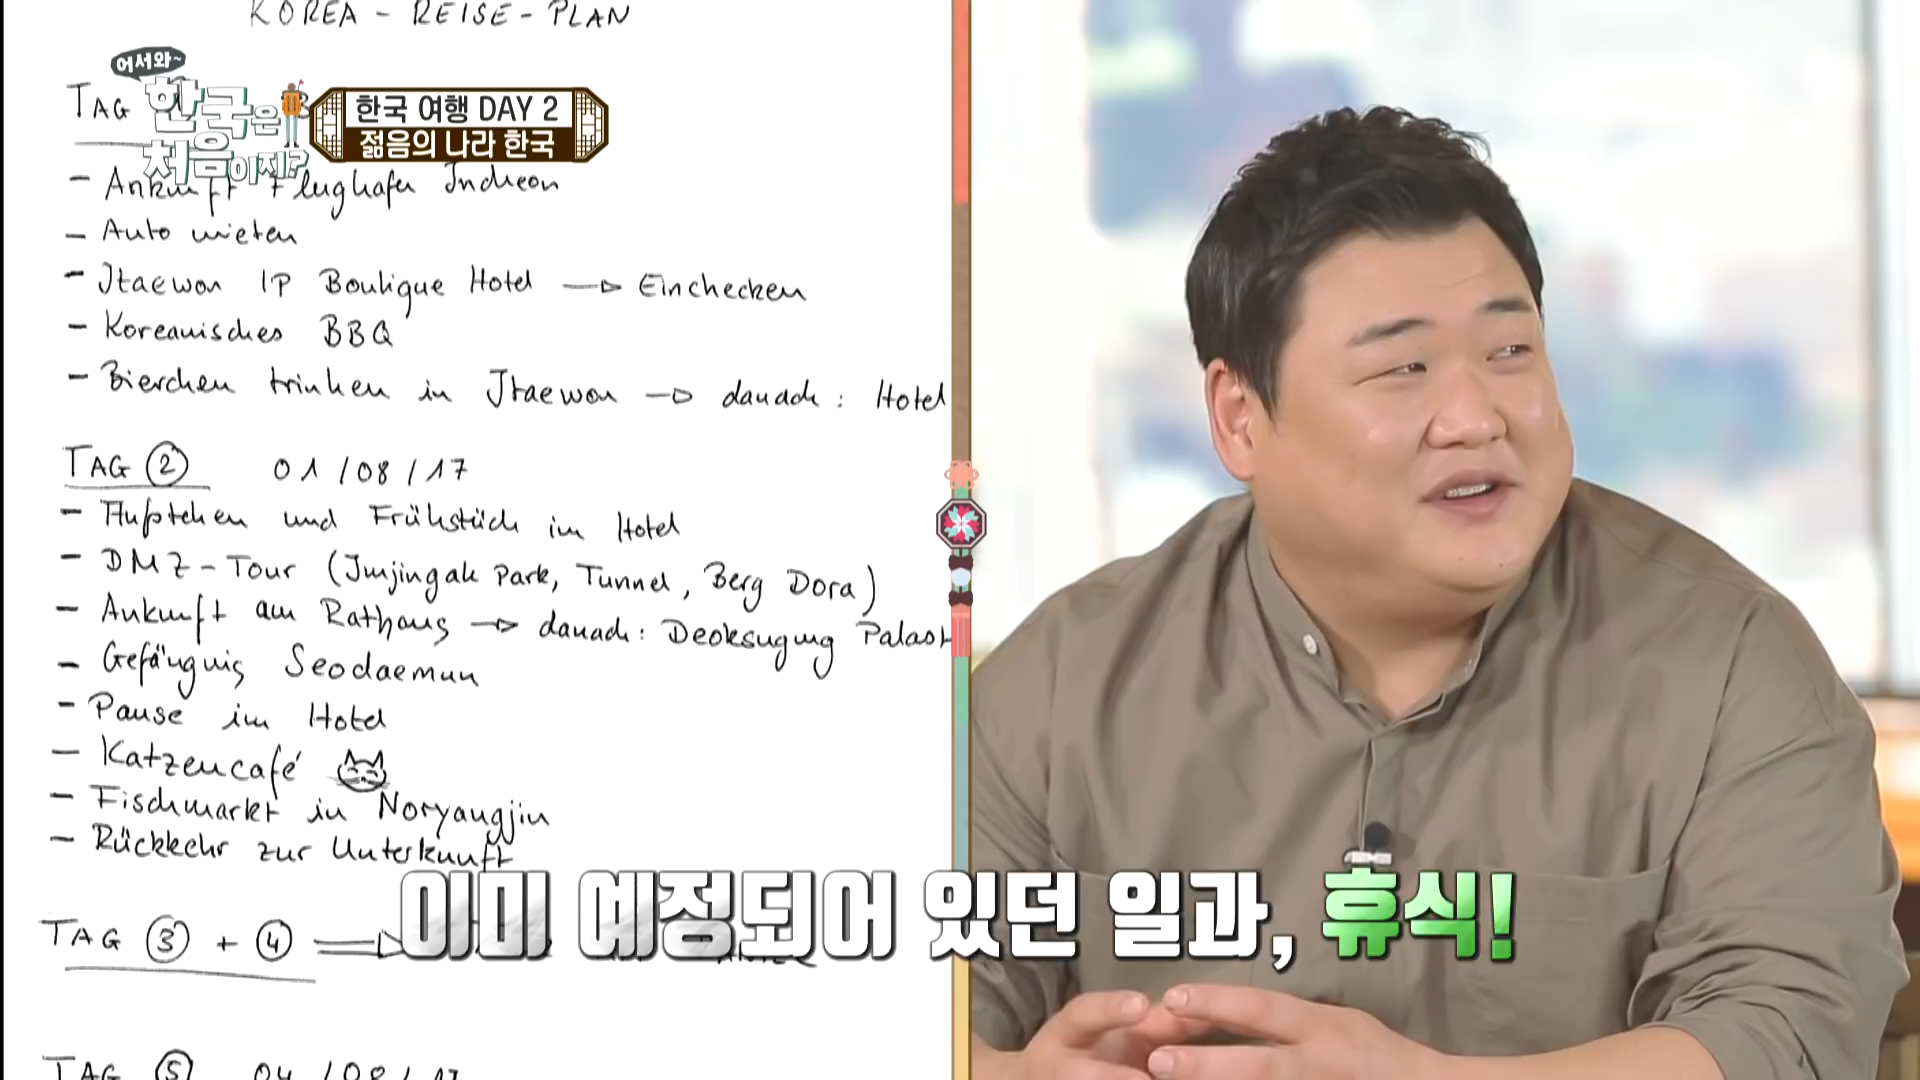 KOREA - REISE - PLAN
어서와~
한국은
처음이지?
한국 여행 DAY 2
젊음의 나라 한국
TAG
- Ankunft Flughafen Incheon
- Auto mieten
- Itaewon IP Boutique Hotel → Einchecken
- Koreanisches BBQ
- Bierchen trinken in Itaewon → danach: Hotel
TAG ② 01/08/17
- Aufstehen und Frühstück im Hotel
- DMZ-Tour (Imjingak Park, Tunnel, Berg Dora)
- Ankunft am Rathaus → danach: Deoksugung Palast
- Gefängnis Seodaemun
- Pause im Hotel
- Katzencafé
- Fischmarkt in Noryangjin
- Rückkehr zur Unterkunft
이미 예정되어 있던 일과, 휴식!
TAG ③ + ④
TAG ⑤ 04/08/17